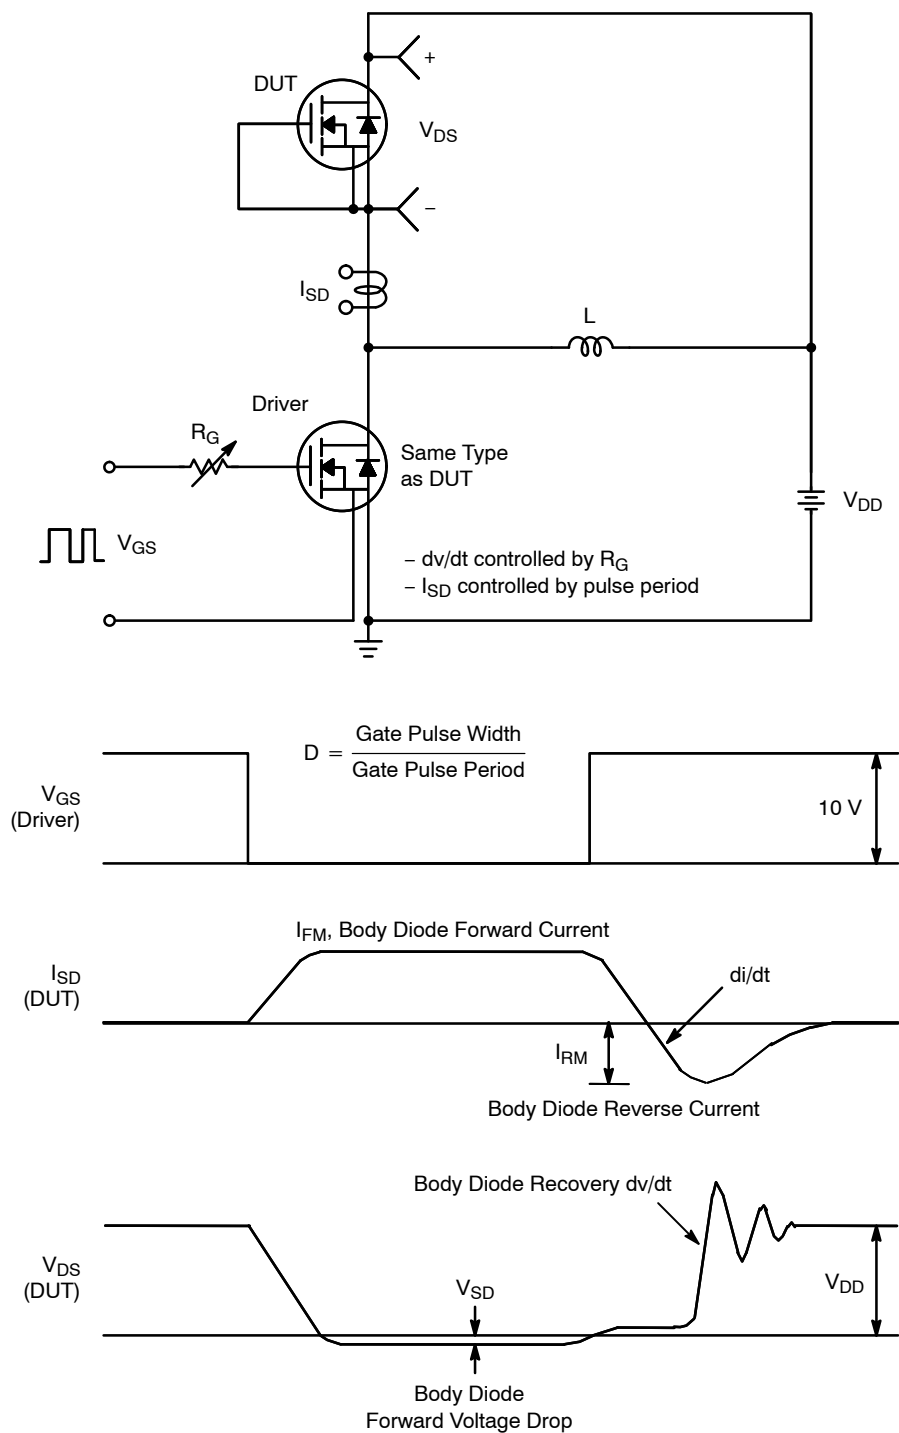 +
DUT
V_DS
–
I_SD
L
Driver
R_G
Same Type
as DUT
V_DD
V_GS
– dv/dt controlled by R_G
– I_SD controlled by pulse period
D = Gate Pulse Width
Gate Pulse Period
V_GS
(Driver)
10 V
I_FM, Body Diode Forward Current
I_SD
(DUT)
di/dt
I_RM
Body Diode Reverse Current
Body Diode Recovery dv/dt
V_DS
(DUT)
V_SD
V_DD
Body Diode
Forward Voltage Drop